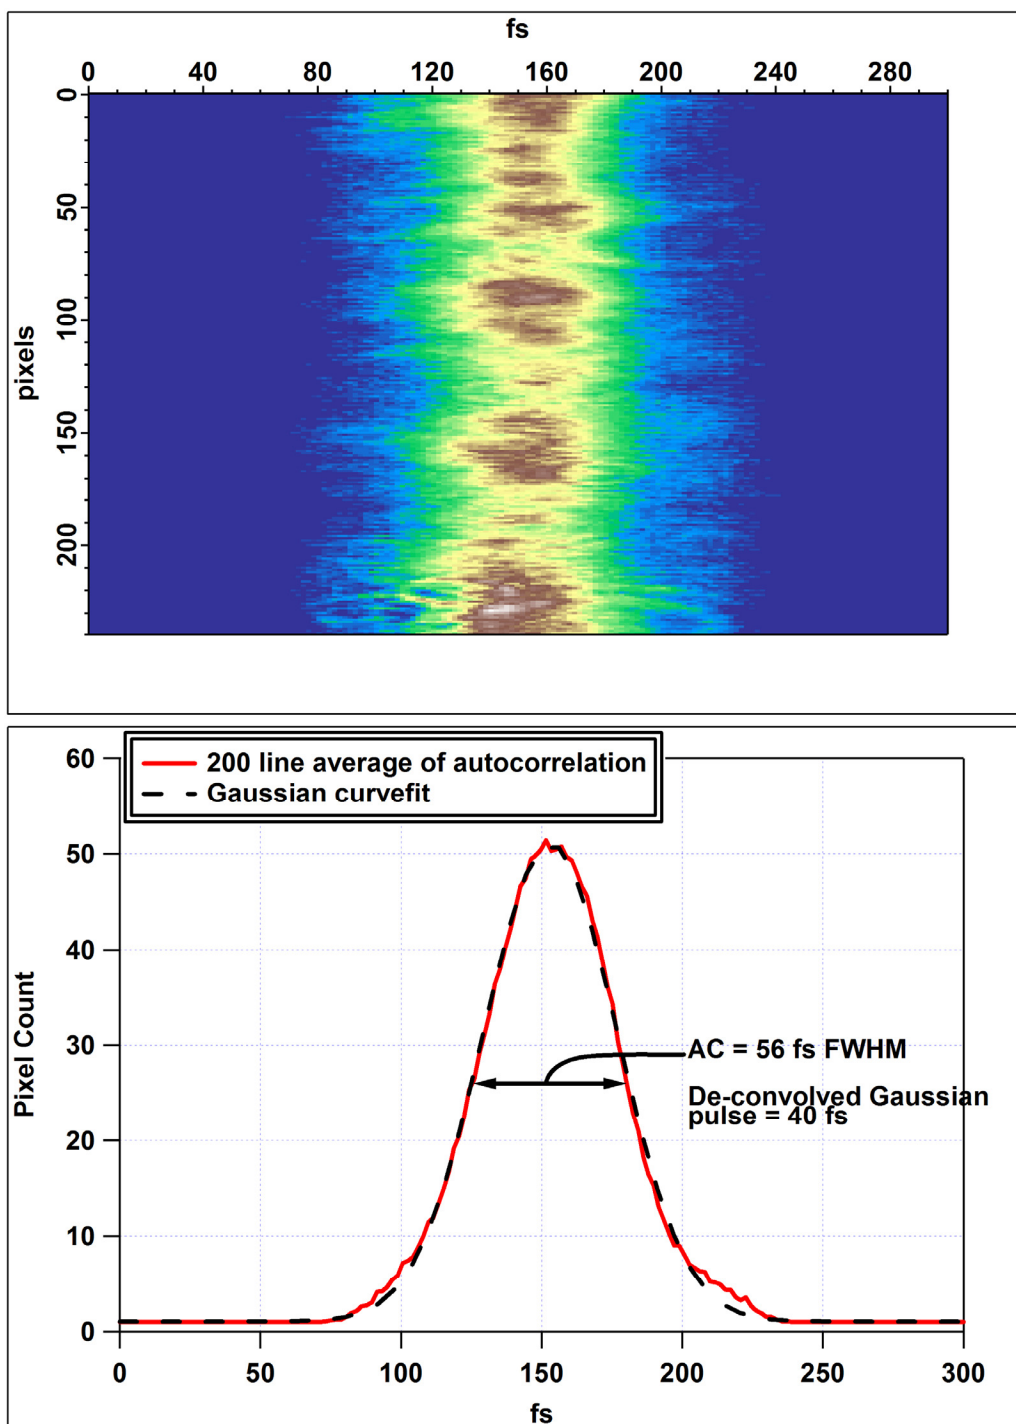 fs
0 40 80 120 160 200 240 280
0
50
100
150
200
pixels
200 line average of autocorrelation
Gaussian curvefit
60
50
40
30
20
10
0
Pixel Count
AC = 56 fs FWHM
De-convolved Gaussian
pulse = 40 fs
0 50 100 150 200 250 300
fs